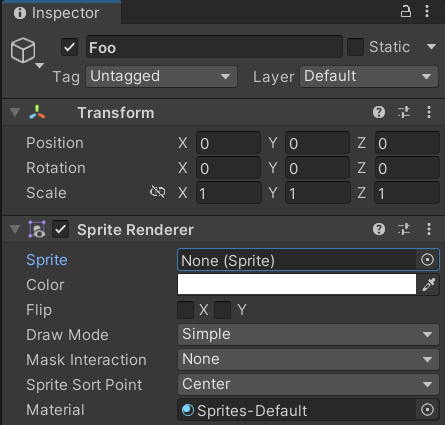 Inspector
Foo Static
Tag Untagged Layer Default
Transform
Position X 0 Y 0 Z 0
Rotation X 0 Y 0 Z 0
Scale X 1 Y 1 Z 1
Sprite Renderer
Sprite None (Sprite)
Color
Flip X Y
Draw Mode Simple
Mask Interaction None
Sprite Sort Point Center
Material Sprites-Default